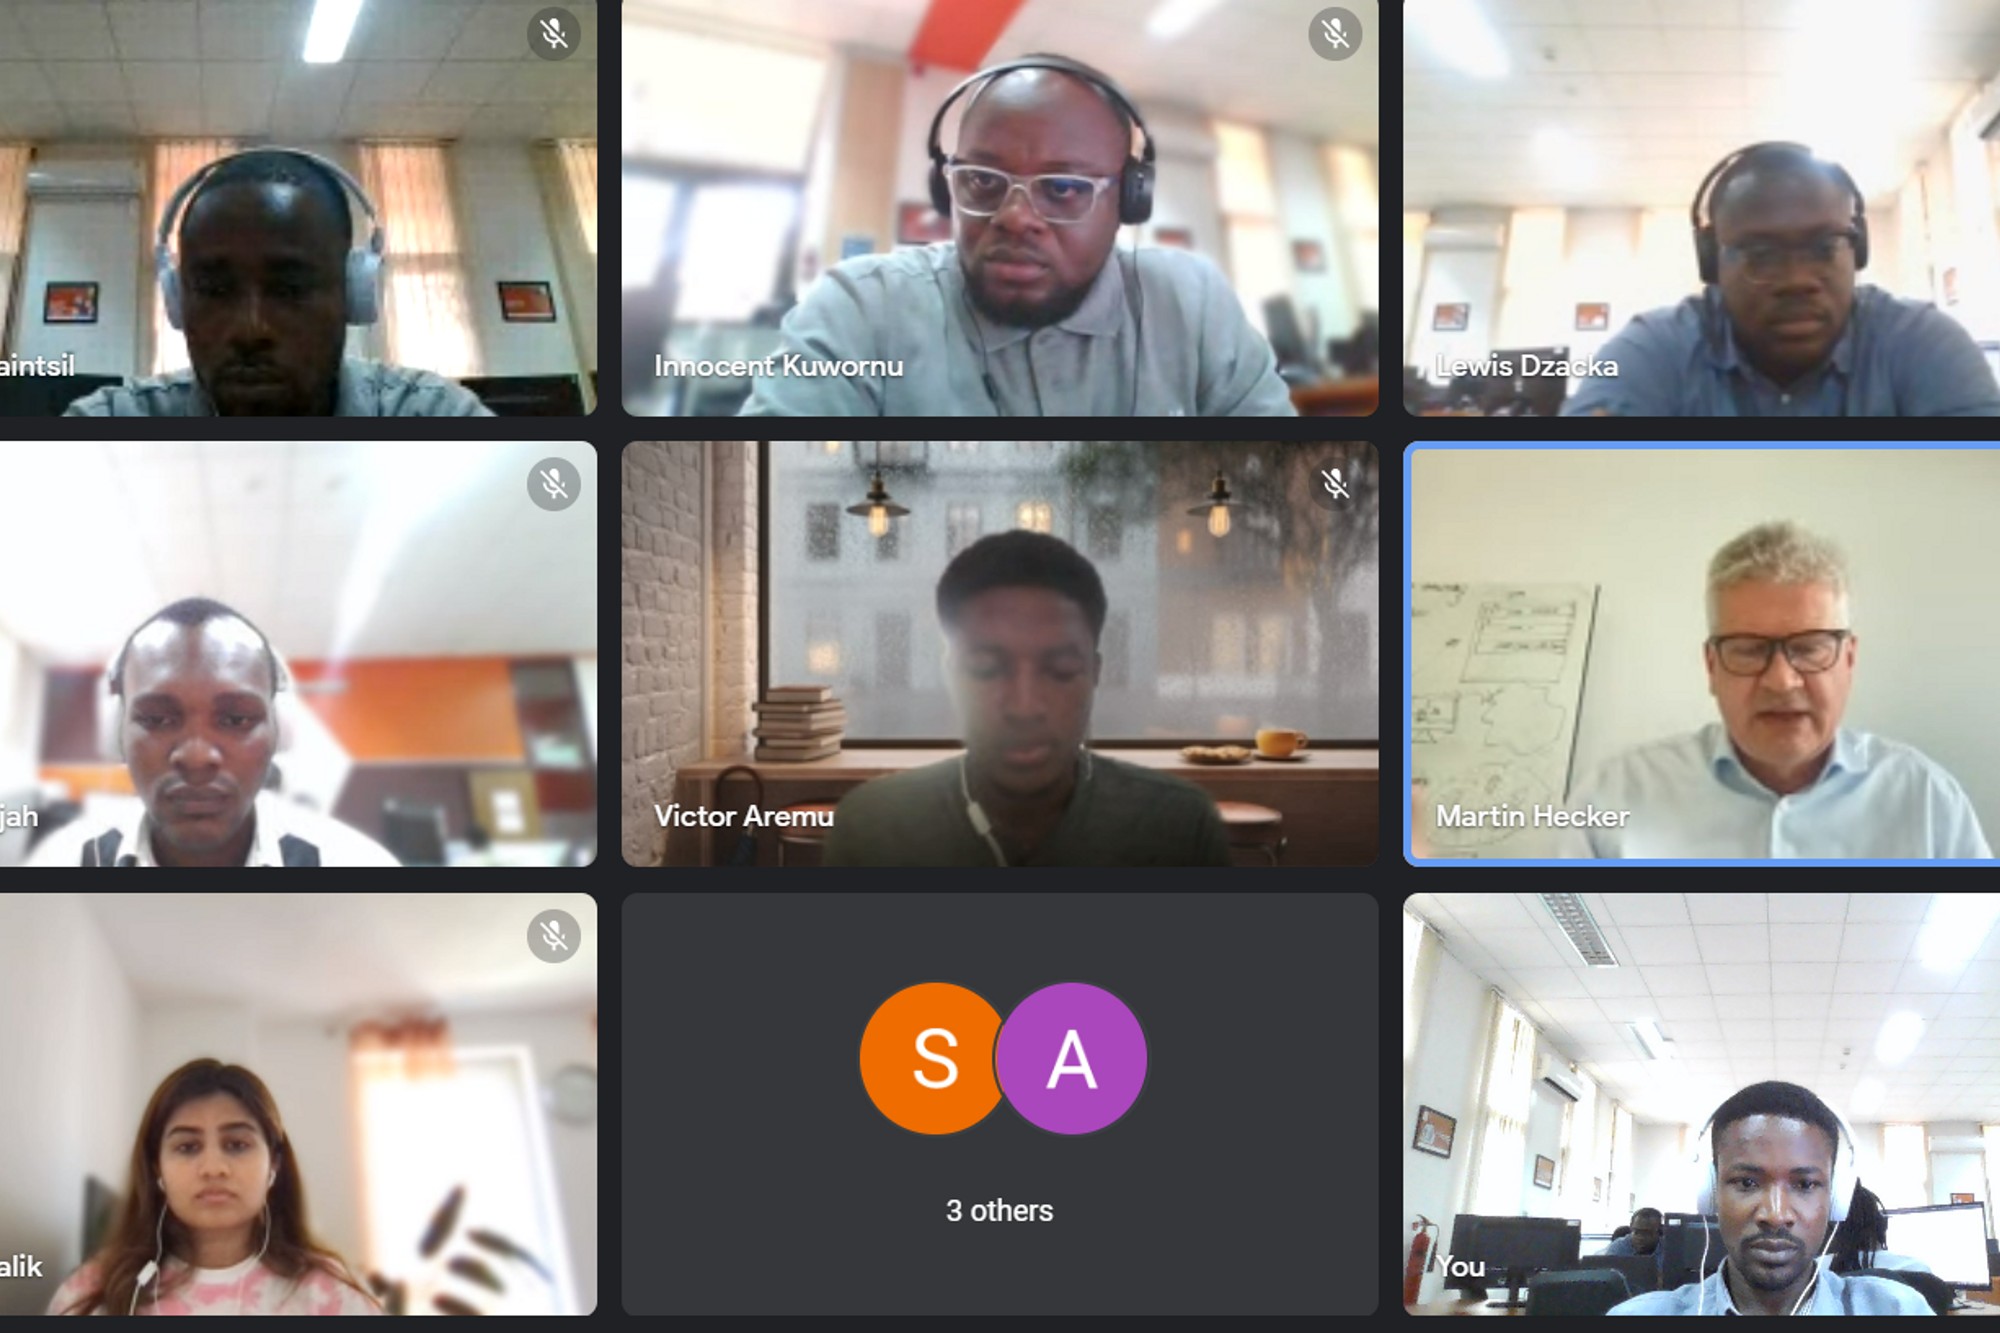 aintsil
Innocent Kuwornu
Lewis Dzacka
jah
Victor Aremu
Martin Hecker
alik
S
A
3 others
You